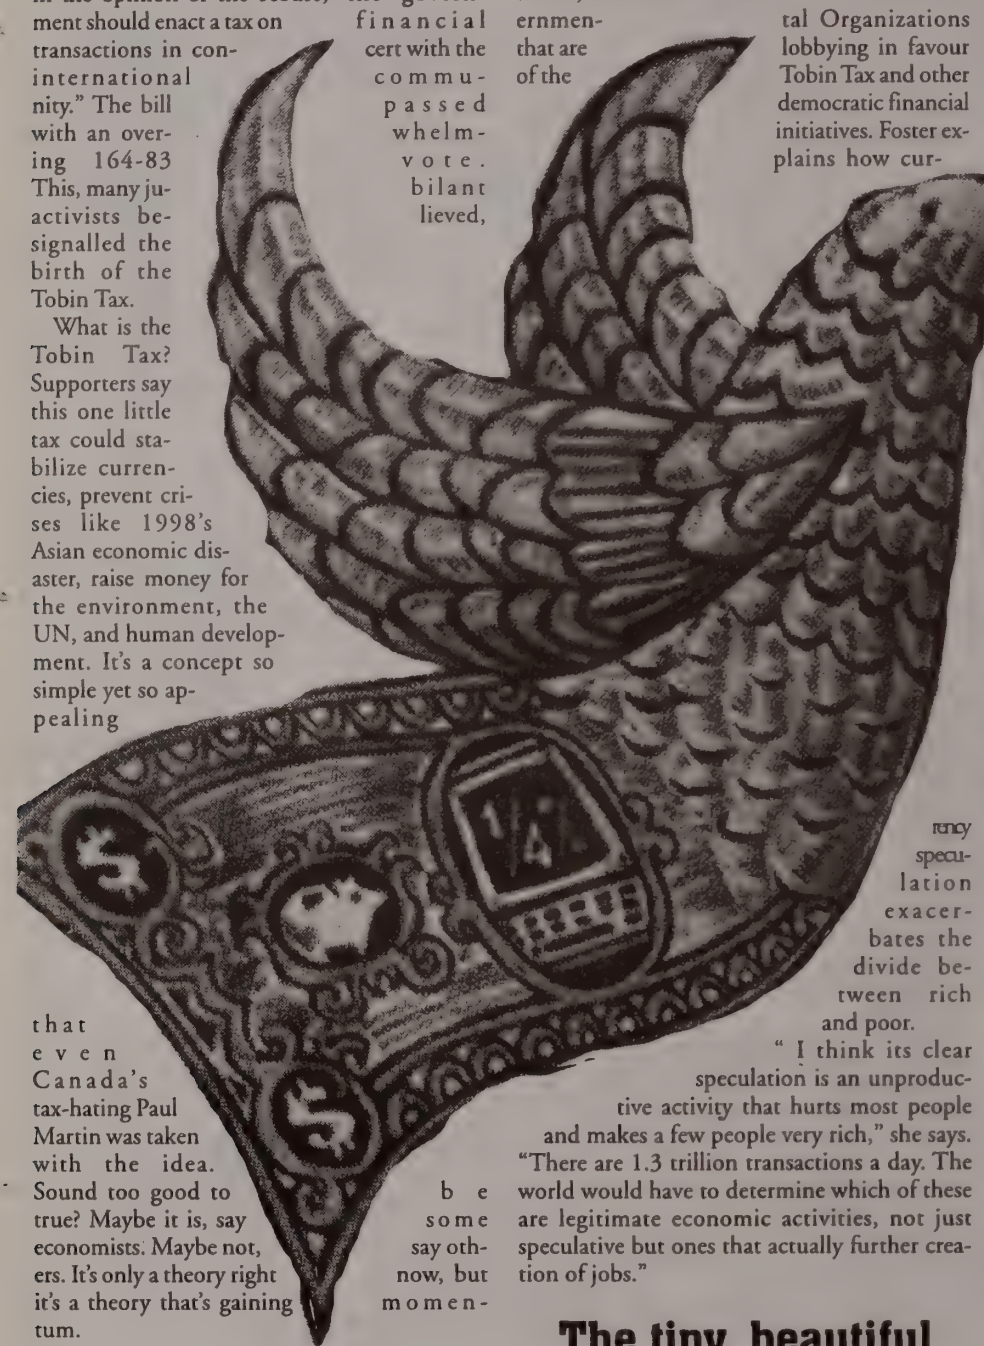 ment should enact a tax on financial
transactions in con- cert with the
international commu-
nity." The bill passed
with an over- whelm-
ing 164-83 vote.
This, many ju- bilant
activists be- lieved,
signalled the
birth of the
Tobin Tax.
What is the
Tobin Tax?
Supporters say
this one little
tax could sta-
bilize curren-
cies, prevent cri-
ses like 1998's
Asian economic dis-
aster, raise money for
the environment, the
UN, and human develop-
ment. It's a concept so
simple yet so ap-
pealing
that
even
Canada's
tax-hating Paul
Martin was taken
with the idea.
Sound too good to be
true? Maybe it is, say some
economists. Maybe not, say oth-
ers. It's only a theory right now, but
it's a theory that's gaining momen-
tum.
ernmen- tal Organizations
that are lobbying in favour
of the Tobin Tax and other
democratic financial
initiatives. Foster ex-
plains how cur-
rency
specu-
lation
exacer-
bates the
divide be-
tween rich
and poor.
" I think its clear
speculation is an unproduc-
tive activity that hurts most people
and makes a few people very rich," she says.
"There are 1.3 trillion transactions a day. The
world would have to determine which of these
are legitimate economic activities, not just
speculative but ones that actually further crea-
tion of jobs."
The tiny, beautiful
$
1/4
$